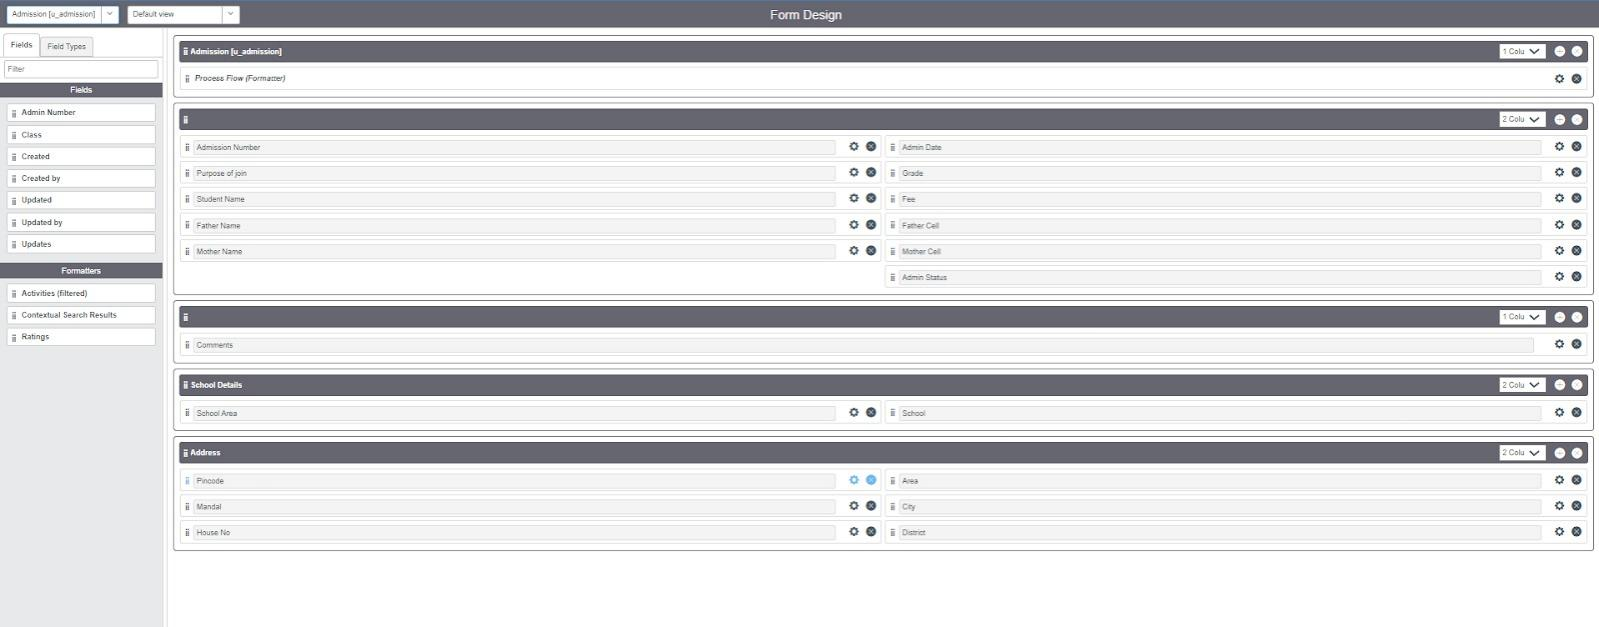 Admission [u_admission]
Default view
Form Design
Fields
Field Types
Filter
Fields
Admin Number
Class
Created
Created by
Updated
Updated by
Updates
Formatters
Activities (filtered)
Contextual Search Results
Ratings
Admission [u_admission]
1 Colu
Process Flow (Formatter)
2 Colu
Admission Number
Admin Date
Purpose of join
Grade
Student Name
Fee
Father Name
Father Cell
Mother Name
Mother Cell
Admin Status
1 Colu
Comments
School Details
2 Colu
School Area
School
Address
2 Colu
Pincode
Area
Mandal
City
House No
District